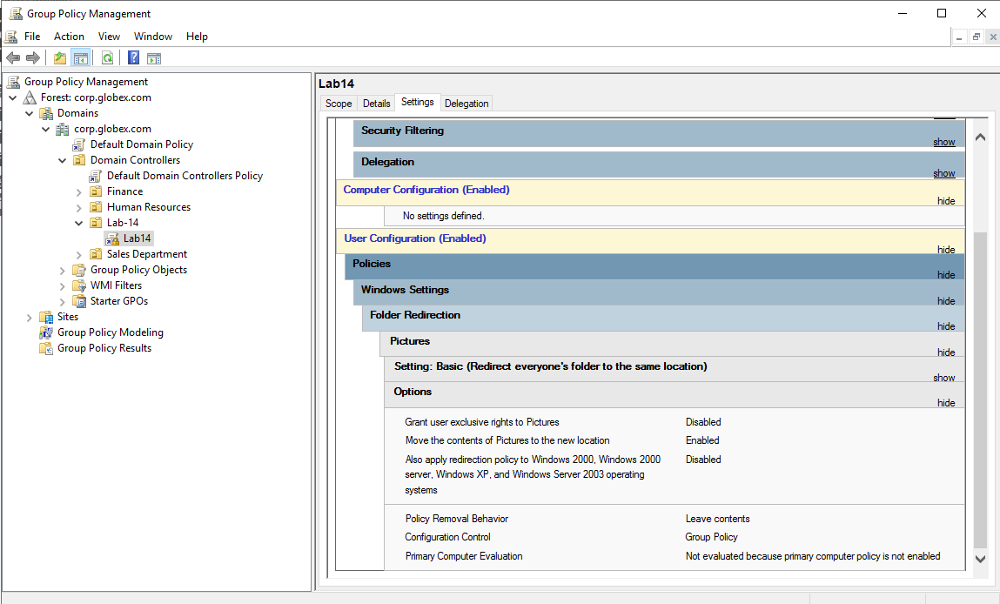 Group Policy Management
File Action View Window Help
Group Policy Management
Forest: corp.globex.com
Domains
corp.globex.com
Default Domain Policy
Domain Controllers
Default Domain Controllers Policy
Finance
Human Resources
Lab-14
Lab14
Sales Department
Group Policy Objects
WMI Filters
Starter GPOs
Sites
Group Policy Modeling
Group Policy Results
Lab14
Scope Details Settings Delegation
Security Filtering
show
Delegation
show
Computer Configuration (Enabled)
hide
No settings defined.
User Configuration (Enabled)
hide
Policies
hide
Windows Settings
hide
Folder Redirection
hide
Pictures
hide
Setting: Basic (Redirect everyone's folder to the same location)
show
Options
hide
Grant user exclusive rights to Pictures Disabled
Move the contents of Pictures to the new location Enabled
Also apply redirection policy to Windows 2000, Windows 2000 Disabled
server, Windows XP, and Windows Server 2003 operating
systems
Policy Removal Behavior Leave contents
Configuration Control Group Policy
Primary Computer Evaluation Not evaluated because primary computer policy is not enabled